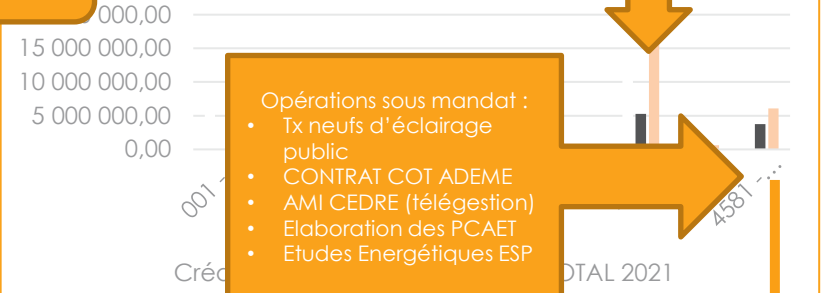 000,00
15 000 000,00
10 000 000,00
5 000 000,00
0,00
Opérations sous mandat :
• Tx neufs d'éclairage
public
• CONTRAT COT ADEME
• AMI CEDRE (télégestion)
• Elaboration des PCAET
• Etudes Energétiques ESP
001 -
4581 -...
Créd
OTAL 2021